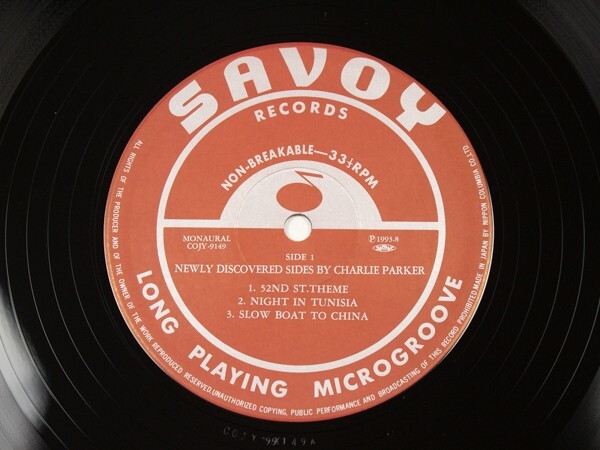 SAVOY
RECORDS
NON-BREAKABLE—33⅓RPM
MONAURAL
COJY-9149
℗1993.8
SIDE 1
NEWLY DISCOVERED SIDES BY CHARLIE PARKER
1. 52ND ST.THEME
2. NIGHT IN TUNISIA
3. SLOW BOAT TO CHINA
LONG PLAYING MICROGROOVE
ALL RIGHTS OF THE PRODUCER AND OF THE OWNER OF THE WORK REPRODUCED RESERVED.UNAUTHORIZED COPYING, PUBLIC PERFORMANCE AND BROADCASTING OF THIS RECORD PROHIBITED.MADE IN JAPAN BY NIPPON COLUMBIA CO.,LTD.